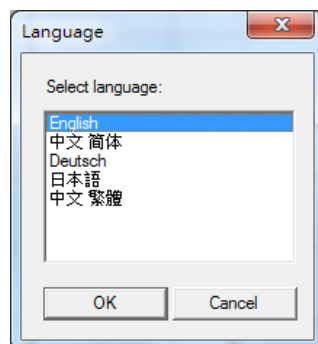 Language
Select language:
English
中文 简体
Deutsch
日本語
中文 繁體
OK
Cancel